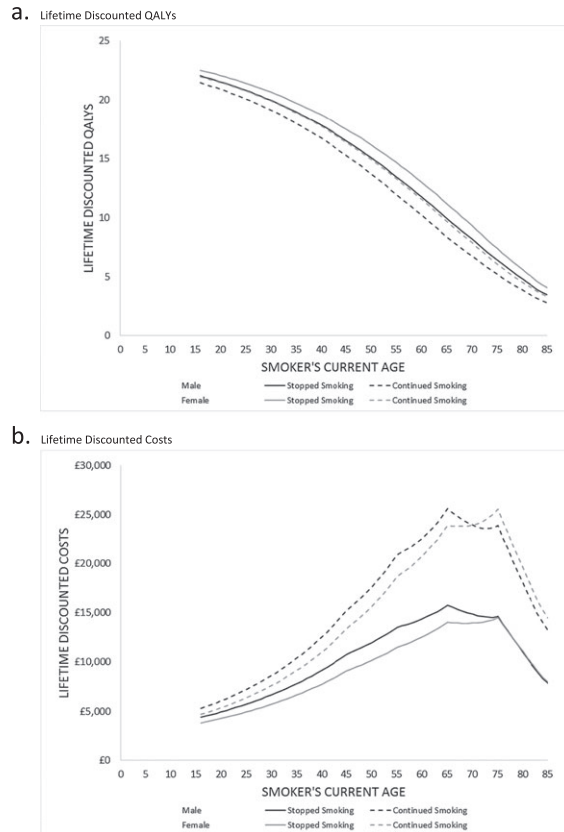 a. Lifetime Discounted QALYs
25
20
15
10
5
0
LIFETIME DISCOUNTED QALYS
0 5 10 15 20 25 30 35 40 45 50 55 60 65 70 75 80 85
SMOKER'S CURRENT AGE
Male Stopped Smoking Continued Smoking
Female Stopped Smoking Continued Smoking
b. Lifetime Discounted Costs
£30,000
£25,000
£20,000
£15,000
£10,000
£5,000
£0
LIFETIME DISCOUNTED COSTS
0 5 10 15 20 25 30 35 40 45 50 55 60 65 70 75 80 85
SMOKER'S CURRENT AGE
Male Stopped Smoking Continued Smoking
Female Stopped Smoking Continued Smoking